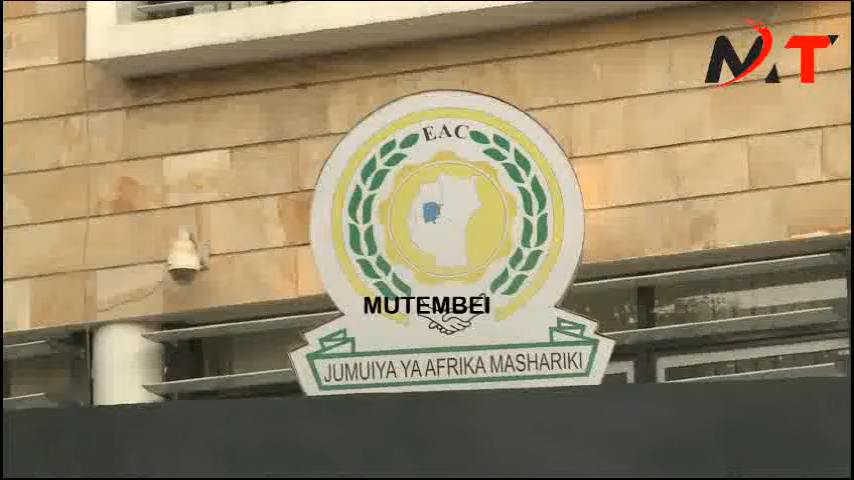 MT
EAC
MUTEMBEI
JUMUIYA YA AFRIKA MASHARIKI